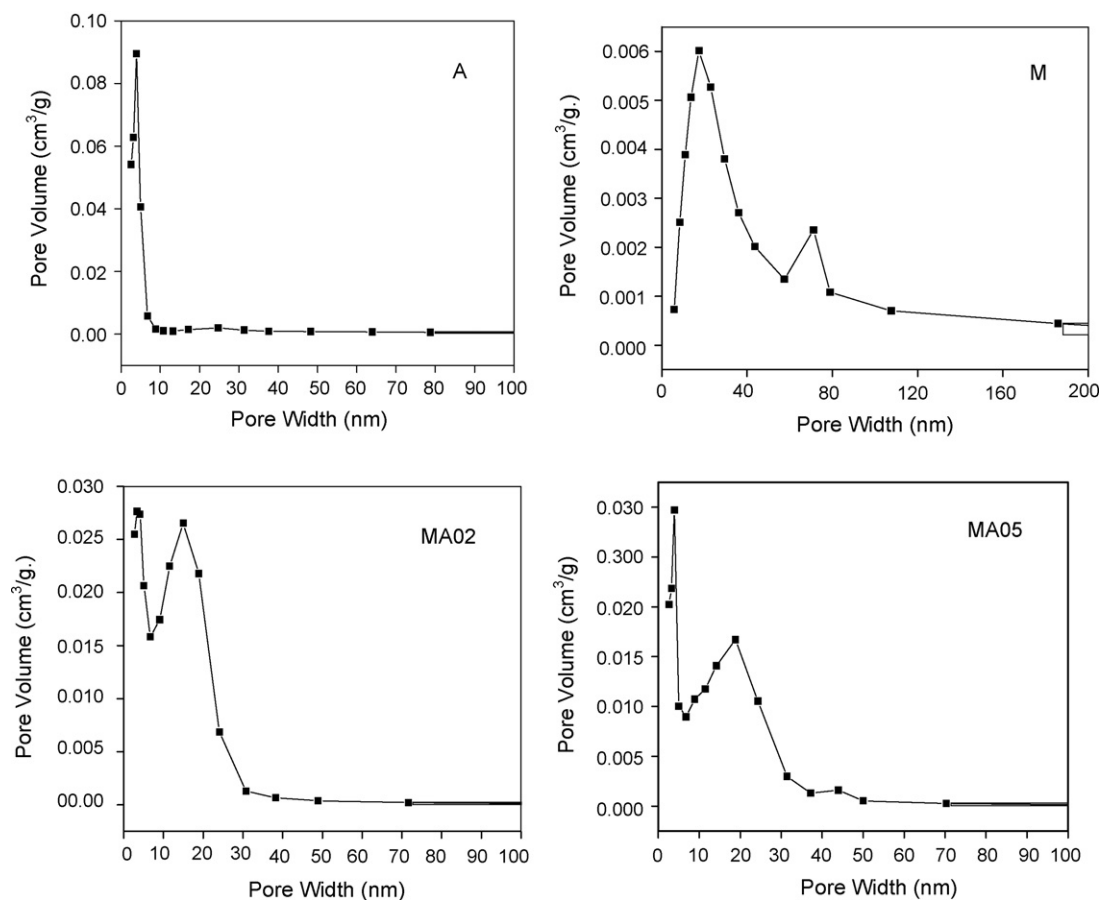 A
Pore Volume (cm³/g)
0.10
0.08
0.06
0.04
0.02
0.00
0 10 20 30 40 50 60 70 80 90 100
Pore Width (nm)
M
Pore Volume (cm³/g.)
0.006
0.005
0.004
0.003
0.002
0.001
0.000
0 40 80 120 160 200
Pore Width (nm)
MA02
Pore Volume (cm³/g.)
0.030
0.025
0.020
0.015
0.010
0.005
00.00
0 10 20 30 40 50 60 70 80 90 100
Pore Width (nm)
MA05
Pore Volume (cm³/g)
0.030
0.300
0.020
0.015
0.010
0.005
0.000
0 10 20 30 40 50 60 70 80 90 100
Pore Width (nm)